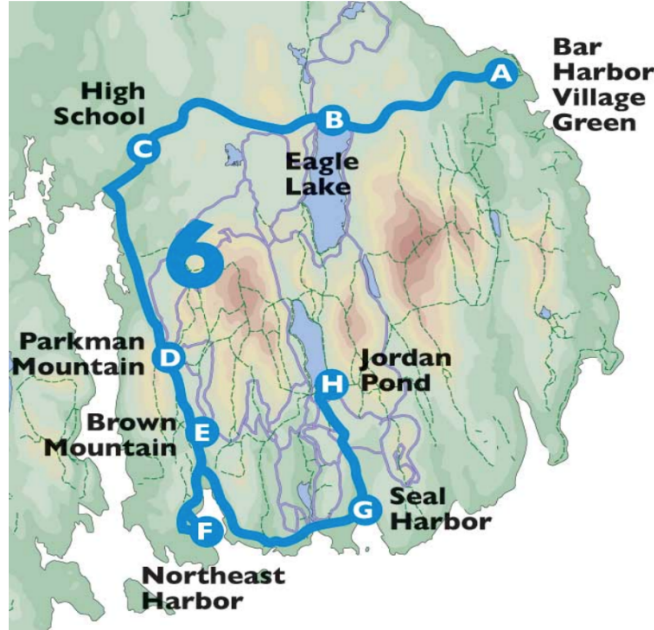 Bar
Harbor
Village
Green
A
High
School
B
C
Eagle
Lake
6
Parkman
Mountain
D
Jordan
Pond
H
Brown
Mountain
E
Seal
Harbor
G
F
Northeast
Harbor